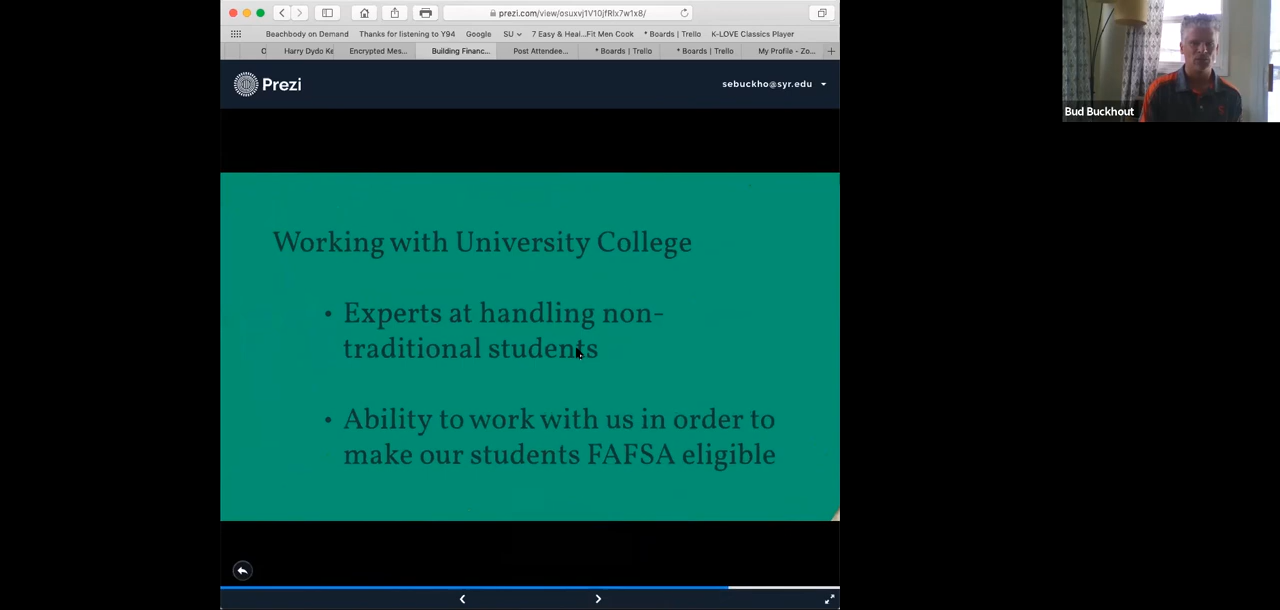 prezi.com/view/osuxvj1V10jfRlx7w1x8/
Beachbody on Demand Thanks for listening to Y94 Google SU 7 Easy & Heal...Fit Men Cook * Boards | Trello K-LOVE Classics Player
Harry Dydo Ke Encrypted Mes... Building Financ... Post Attendee... * Boards | Trello * Boards | Trello My Profile - Zo...
Prezi sebuckho@syr.edu
Bud Buckhout
Working with University College
• Experts at handling non-
traditional students
• Ability to work with us in order to
make our students FAFSA eligible